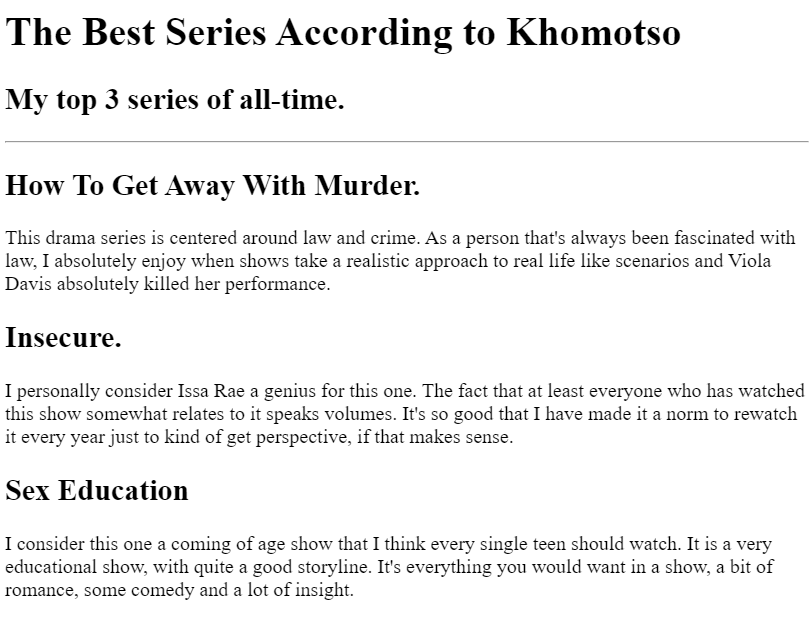 The Best Series According to Khomotso
My top 3 series of all-time.
How To Get Away With Murder.
This drama series is centered around law and crime. As a person that's always been fascinated with
law, I absolutely enjoy when shows take a realistic approach to real life like scenarios and Viola
Davis absolutely killed her performance.
Insecure.
I personally consider Issa Rae a genius for this one. The fact that at least everyone who has watched
this show somewhat relates to it speaks volumes. It's so good that I have made it a norm to rewatch
it every year just to kind of get perspective, if that makes sense.
Sex Education
I consider this one a coming of age show that I think every single teen should watch. It is a very
educational show, with quite a good storyline. It's everything you would want in a show, a bit of
romance, some comedy and a lot of insight.